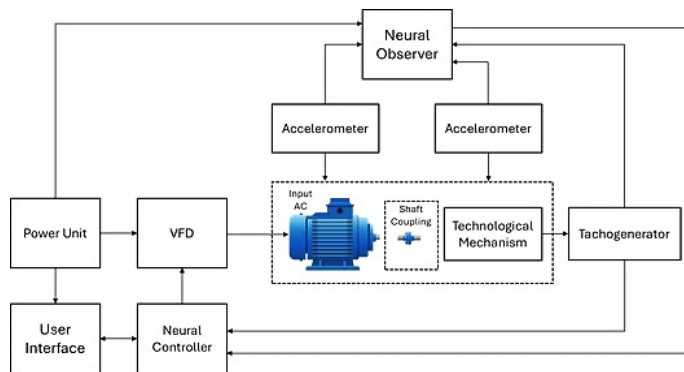 Neural
Observer
Accelerometer
Accelerometer
Input
AC
Shaft
Coupling
Power Unit
VFD
Technological
Mechanism
Tachogenerator
User
Interface
Neural
Controller